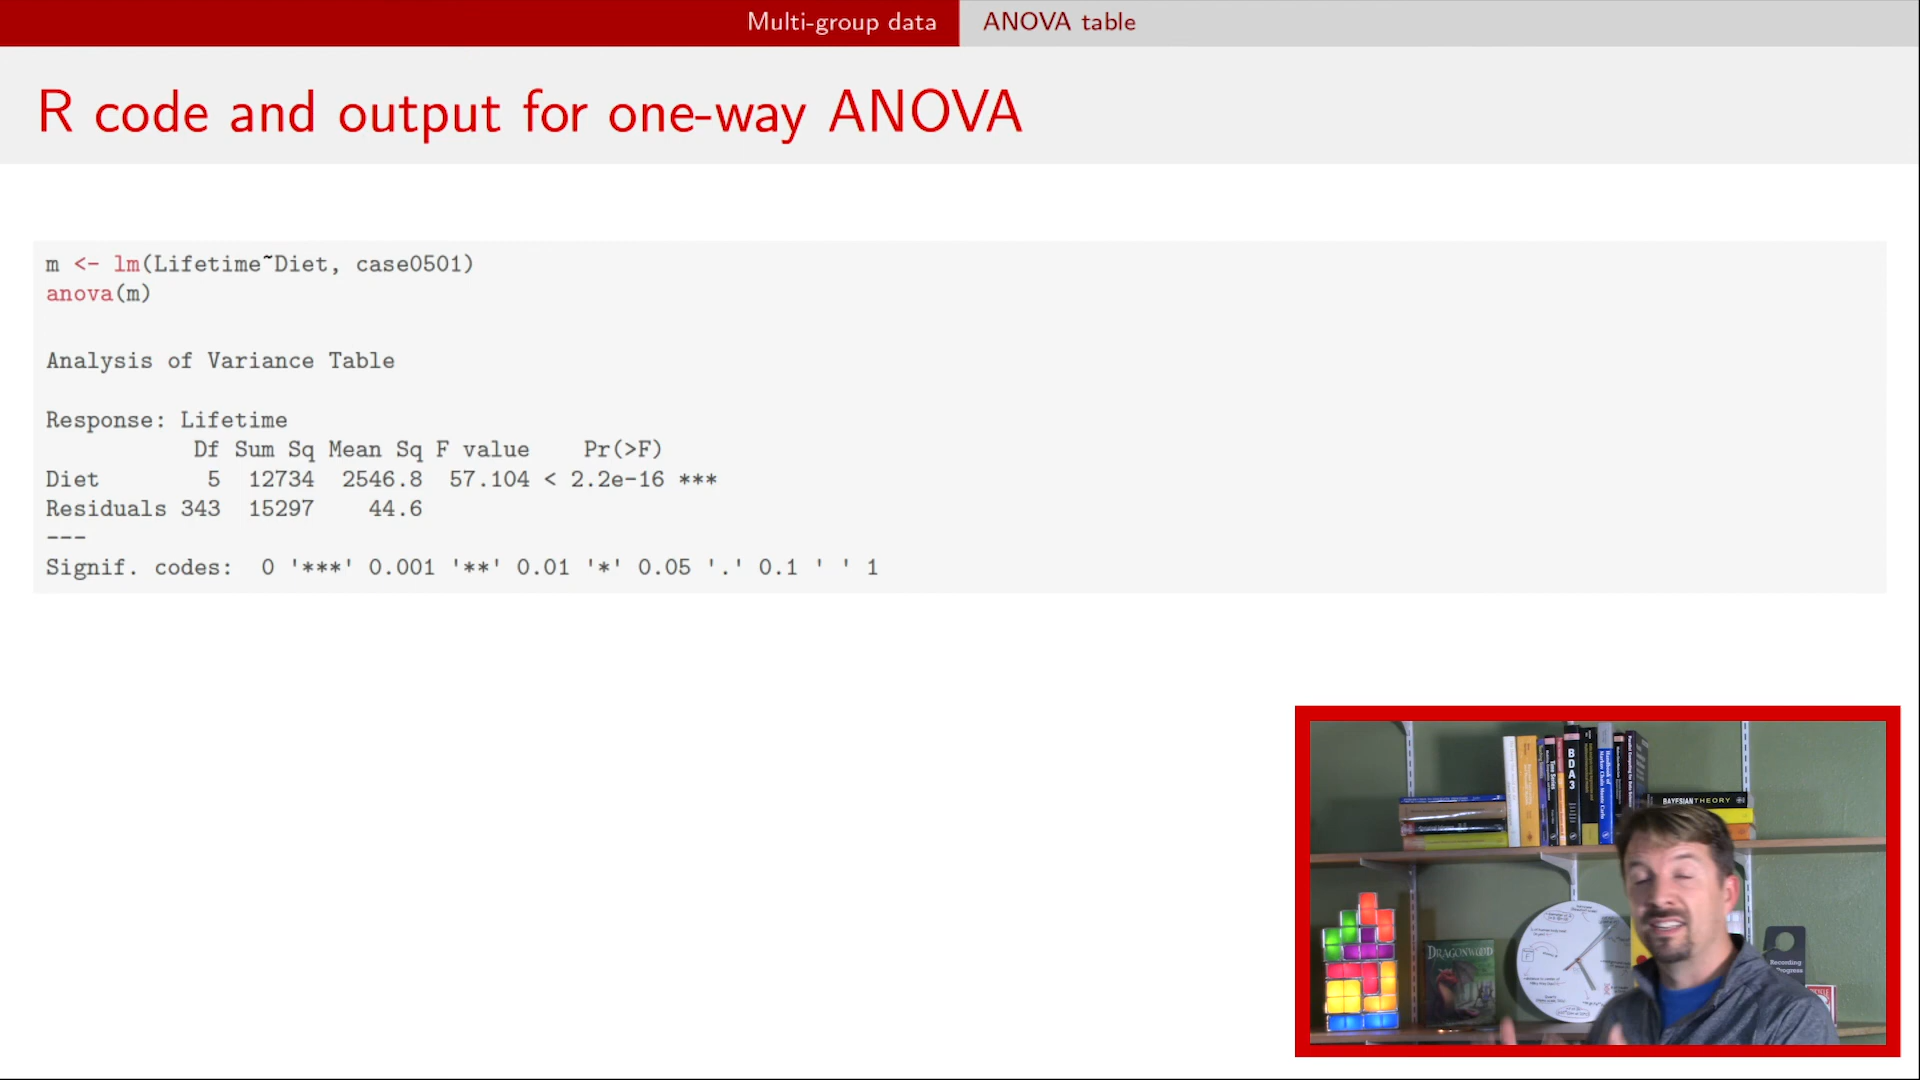 Multi-group data
ANOVA table
R code and output for one-way ANOVA
m <- lm(Lifetime~Diet, case0501)
anova(m)
Analysis of Variance Table
Response: Lifetime
Df Sum Sq Mean Sq F value Pr(>F)
Diet 5 12734 2546.8 57.104 < 2.2e-16 ***
Residuals 343 15297 44.6
---
Signif. codes: 0 '***' 0.001 '**' 0.01 '*' 0.05 '.' 0.1 ' ' 1
BDA3
BAYESIAN THEORY
DRAGONWOOD
Recording